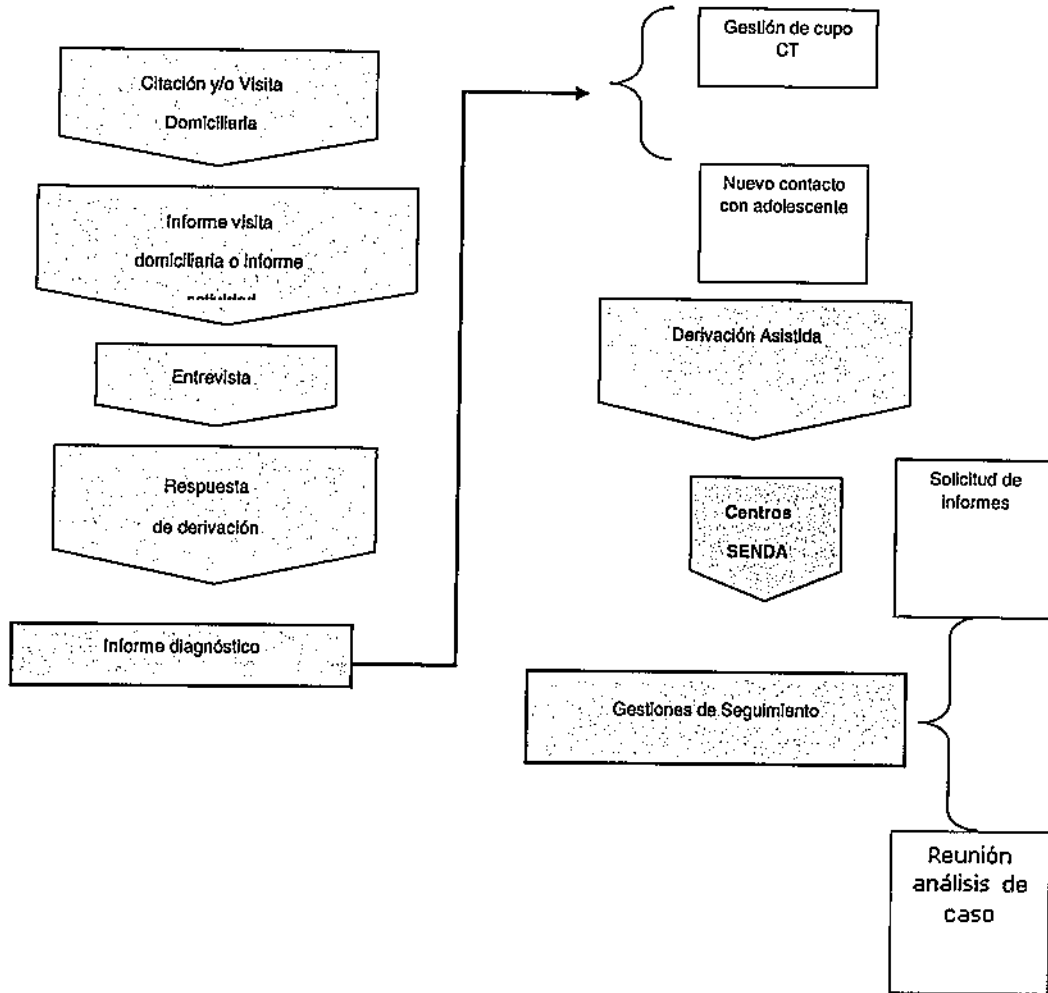 Citación y/o Visita
Domiciliaria
Informe visita
domiciliaria o informe
actividad
Entrevista
Respuesta
de derivación
Informe diagnóstico
Gestión de cupo
CT
Nuevo contacto
con adolescente
Derivación Asistida
Centros
SENDA
Gestiones de Seguimiento
Solicitud de
informes
Reunión
análisis de
caso